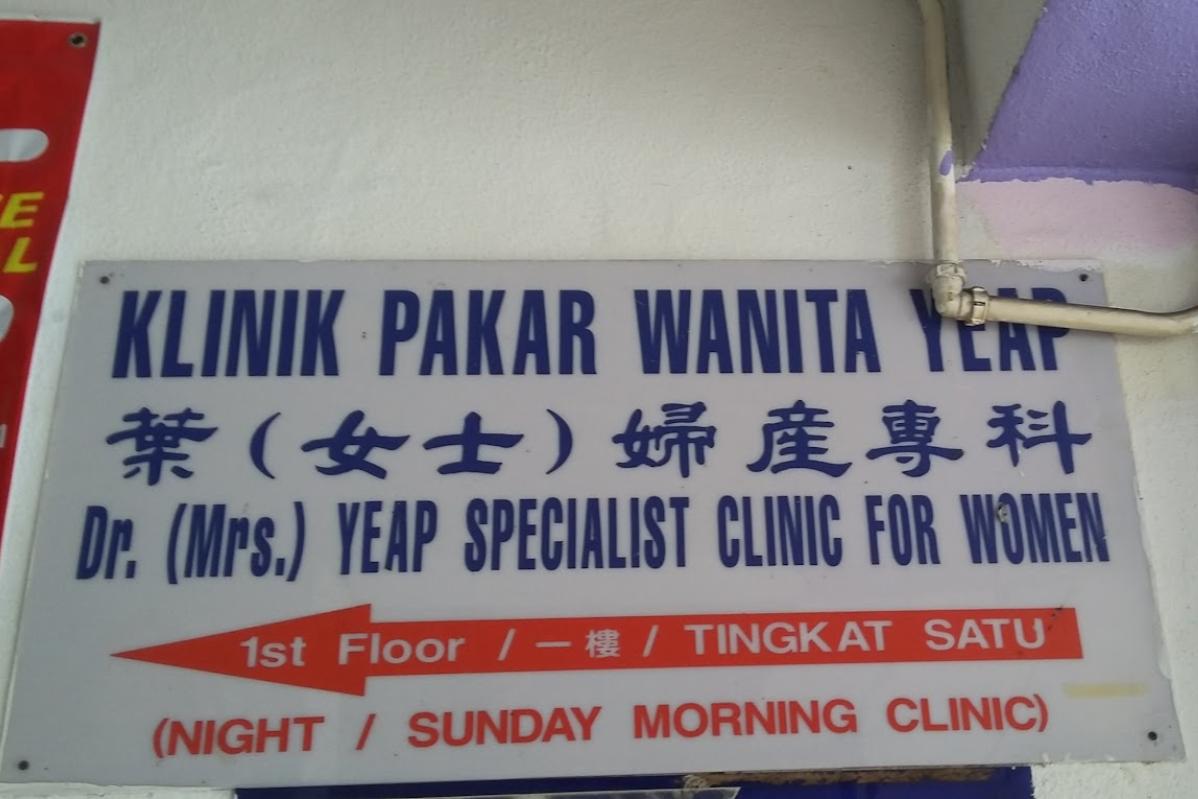 KLINIK PAKAR WANITA YEAP
葉(女士)婦産專科
Dr. (Mrs.) YEAP SPECIALIST CLINIC FOR WOMEN
1st Floor / 一樓 / TINGKAT SATU
(NIGHT / SUNDAY MORNING CLINIC)